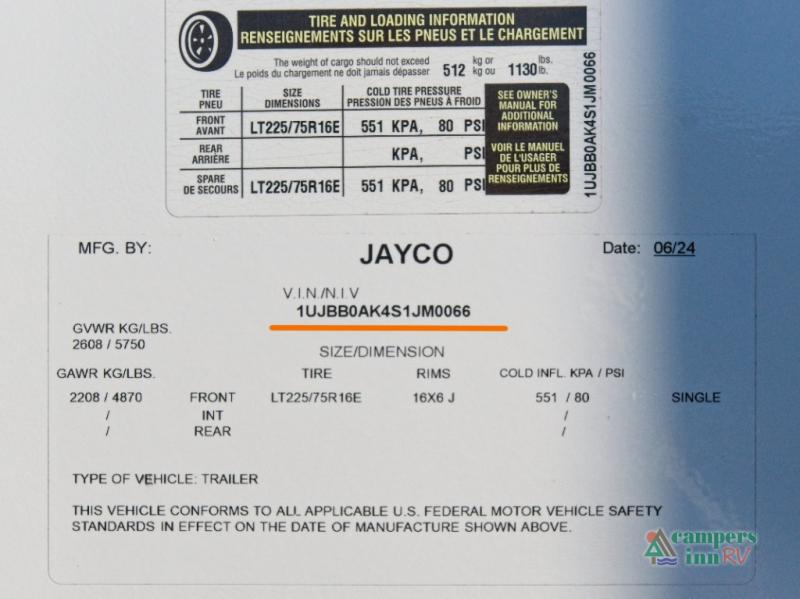 TIRE AND LOADING INFORMATION
RENSEIGNEMENTS SUR LES PNEUS ET LE CHARGEMENT
The weight of cargo should not exceed 512 kg or 1130 lbs.
Le poids du chargement ne doit jamais dépasser kg ou lb.
TIRE SIZE COLD TIRE PRESSURE
PNEU DIMENSIONS PRESSION DES PNEUS À FROID
FRONT
AVANT LT225/75R16E 551 KPA, 80 PSI
REAR
ARRIÈRE KPA, PSI
SPARE
DE SECOURS LT225/75R16E 551 KPA, 80 PSI
SEE OWNER'S
MANUAL FOR
ADDITIONAL
INFORMATION
VOIR LE MANUEL
DE L'USAGER
POUR PLUS DE
RENSEIGNEMENTS
1UJBB0AK4S1JM0066
MFG. BY: JAYCO Date: 06/24
V.I.N./N.I.V
1UJBB0AK4S1JM0066
GVWR KG/LBS.
2608 / 5750
SIZE/DIMENSION
GAWR KG/LBS. TIRE RIMS COLD INFL. KPA / PSI
2208 / 4870 FRONT LT225/75R16E 16X6 J 551 / 80 SINGLE
/ INT /
/ REAR /
TYPE OF VEHICLE: TRAILER
THIS VEHICLE CONFORMS TO ALL APPLICABLE U.S. FEDERAL MOTOR VEHICLE SAFETY
STANDARDS IN EFFECT ON THE DATE OF MANUFACTURE SHOWN ABOVE.
campers
inn RV